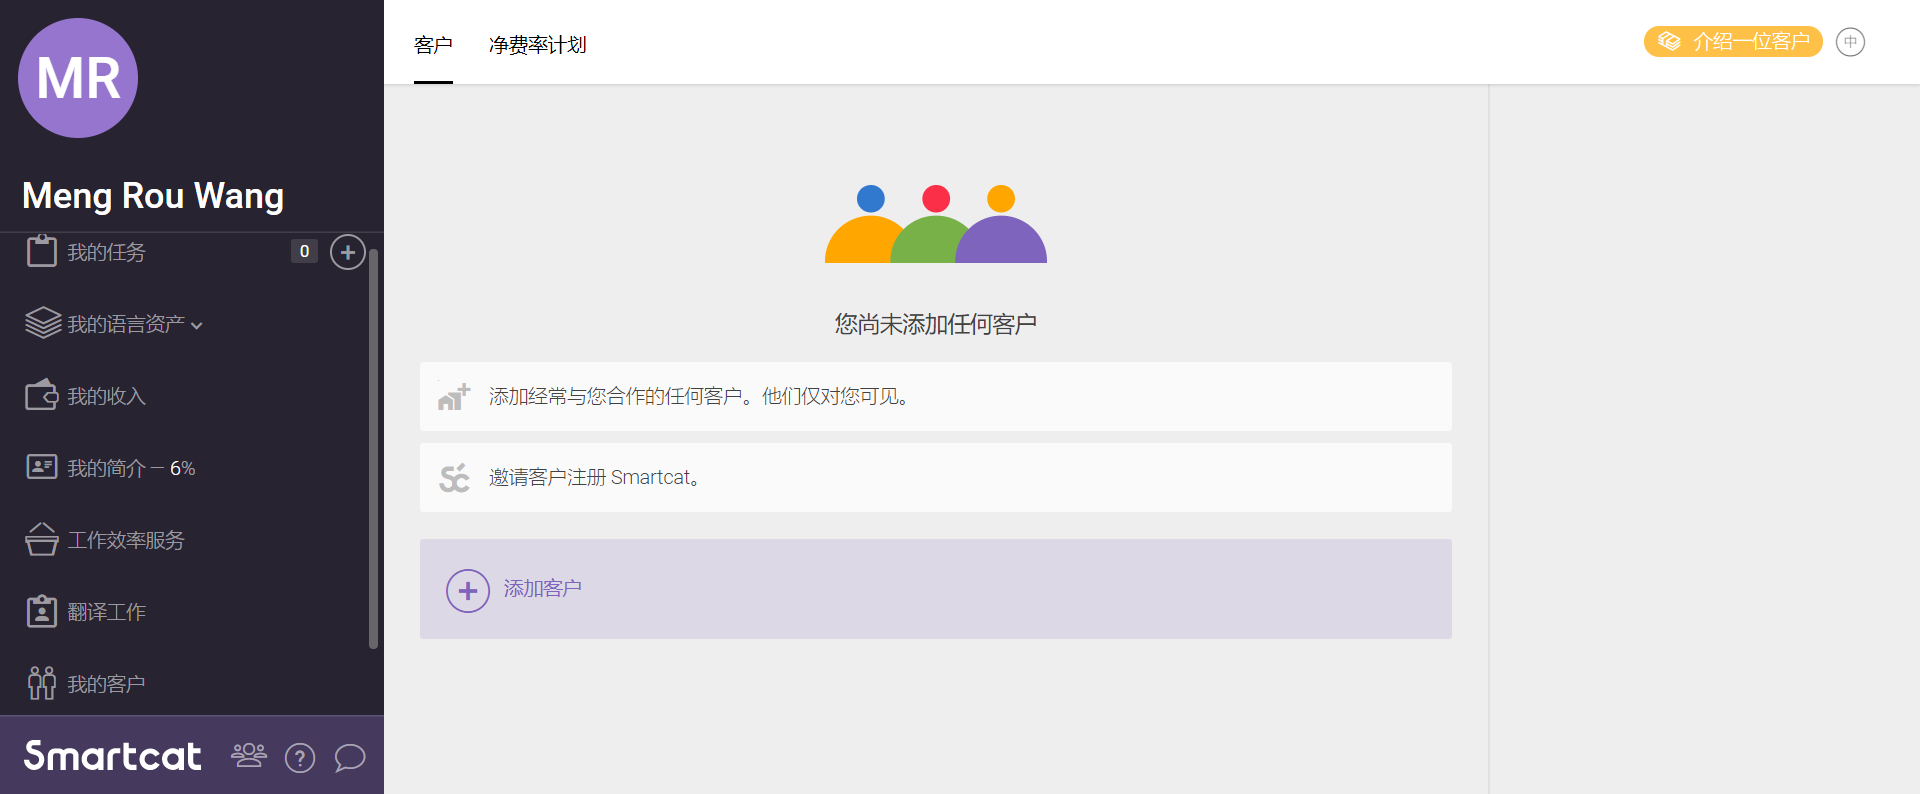 MR
Meng Rou Wang
我的任务 0
我的语言资产
我的收入
我的简介 – 6%
工作效率服务
翻译工作
我的客户
Smartcat
?
客户 净费率计划
介绍一位客户 中
您尚未添加任何客户
添加经常与您合作的任何客户。他们仅对您可见。
Sc 邀请客户注册 Smartcat。
添加客户